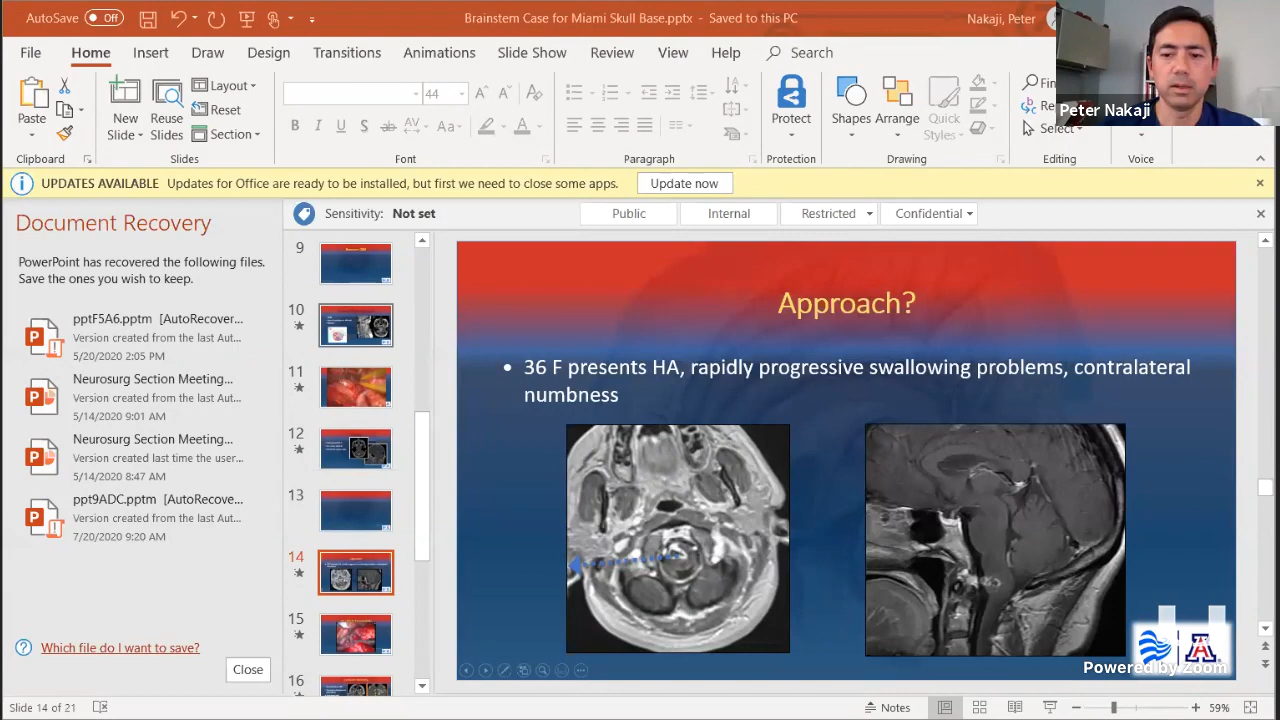 AutoSave Off
Brainstem Case for Miami Skull Base.pptx - Saved to this PC
Nakaji, Peter
File Home Insert Draw Design Transitions Animations Slide Show Review View Help Search
Paste
New
Slide
Reuse
Slides
Layout
Reset
Section
44
Protect
Shapes
Arrange
Quick
Styles
Select
Clipboard Slides Font Paragraph Protection Drawing Editing Voice
Peter Nakaji
UPDATES AVAILABLE Updates for Office are ready to be installed, but first we need to close some apps. Update now
Document Recovery
PowerPoint has recovered the following files.
Save the ones you wish to keep.
pptF5A6.pptm [AutoRecover...
Version created from the last Aut...
5/20/2020 2:05 PM
Neurosurg Section Meeting...
Version created from the last Aut...
5/14/2020 9:01 AM
Neurosurg Section Meeting...
Version created last time the user...
5/14/2020 8:47 AM
ppt9ADC.pptm [AutoRecove...
Version created from the last Aut...
7/20/2020 9:20 AM
Which file do I want to save?
Close
9
10
11
12
13
14
15
16
Sensitivity: Not set
Public Internal Restricted Confidential
Approach?
• 36 F presents HA, rapidly progressive swallowing problems, contralateral
numbness
A
Powered by Zoom
Slide 14 of 21
Notes
59%